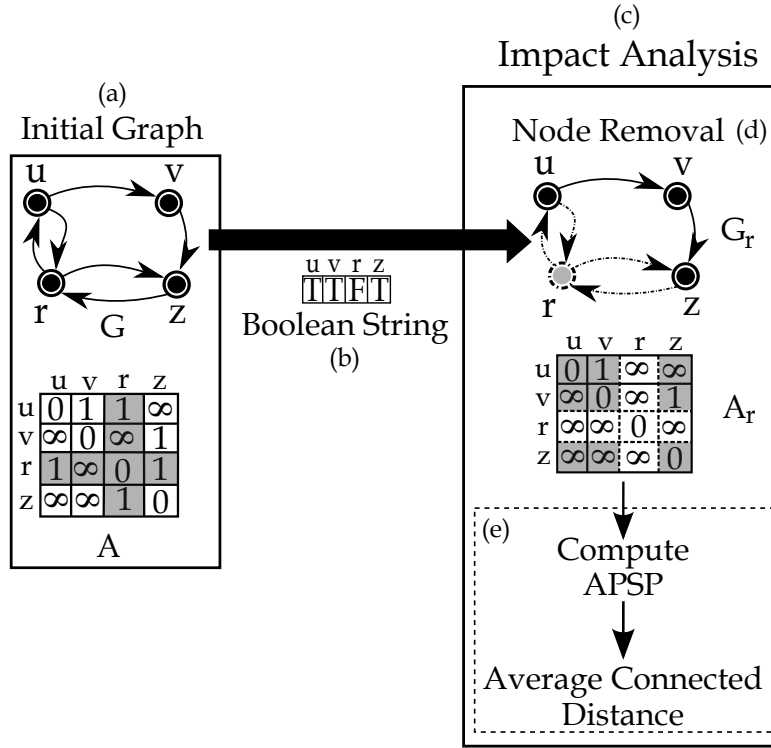 (a)
Initial Graph
u v
r z
G
u v r z
u 0 1 1 ∞
v ∞ 0 ∞ 1
r 1 ∞ 0 1
z ∞ ∞ 1 0
A
u v r z
T T F T
Boolean String
(b)
(c)
Impact Analysis
Node Removal (d)
u v
G_r
r z
u v r z
u 0 1 ∞ ∞
v ∞ 0 ∞ 1
r ∞ ∞ 0 ∞
z ∞ ∞ ∞ 0
A_r
(e)
Compute
APSP
Average Connected
Distance